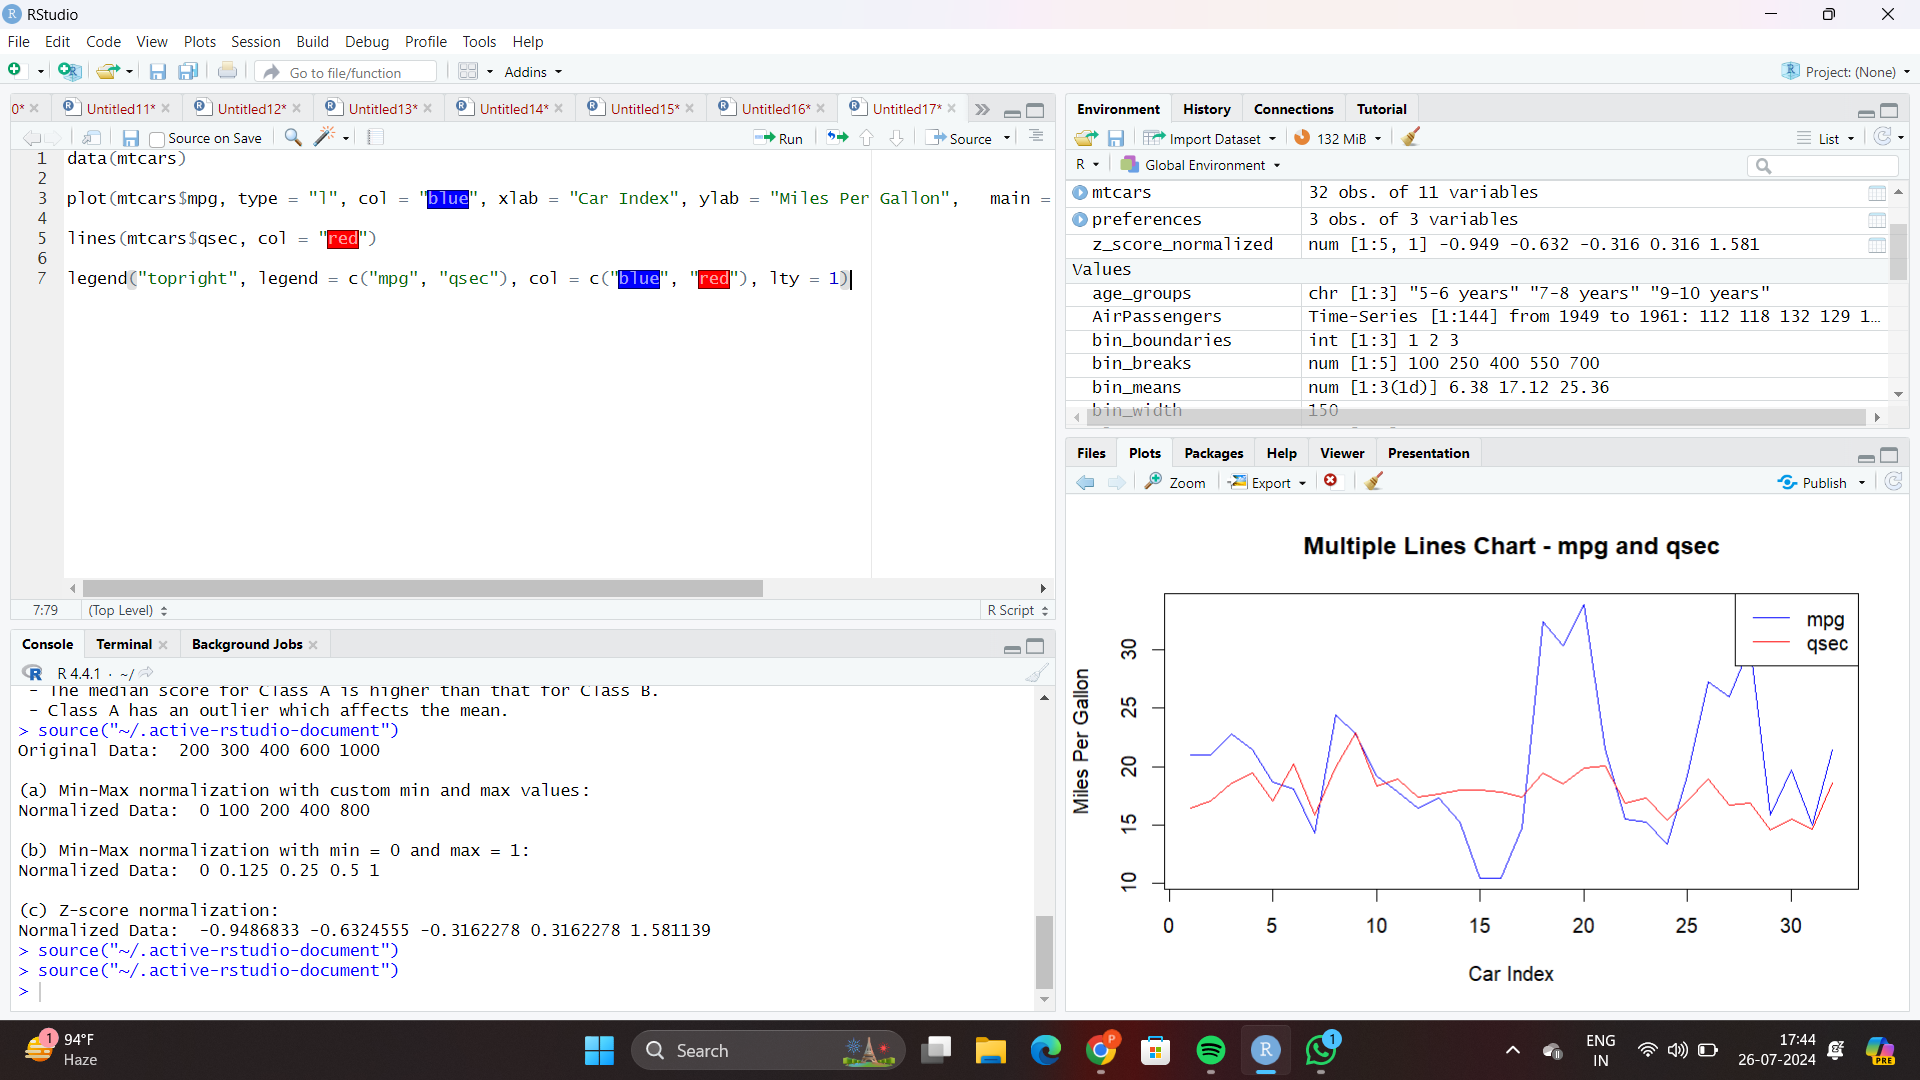 RStudio
File Edit Code View Plots Session Build Debug Profile Tools Help
Go to file/function Addins Project: (None)
0* Untitled11* Untitled12* Untitled13* Untitled14* Untitled15* Untitled16* Untitled17*
Source on Save Run Source
1 data(mtcars)
2
3 plot(mtcars$mpg, type = "l", col = "blue", xlab = "Car Index", ylab = "Miles Per Gallon", main =
4
5 lines(mtcars$qsec, col = "red")
6
7 legend("topright", legend = c("mpg", "qsec"), col = c("blue", "red"), lty = 1)
7:79 (Top Level) R Script
Console Terminal Background Jobs
R 4.4.1 · ~/
- The median score for Class A is higher than that for Class B.
- Class A has an outlier which affects the mean.
> source("~/.active-rstudio-document")
Original Data: 200 300 400 600 1000
(a) Min-Max normalization with custom min and max values:
Normalized Data: 0 100 200 400 800
(b) Min-Max normalization with min = 0 and max = 1:
Normalized Data: 0 0.125 0.25 0.5 1
(c) Z-score normalization:
Normalized Data: -0.9486833 -0.6324555 -0.3162278 0.3162278 1.581139
> source("~/.active-rstudio-document")
> source("~/.active-rstudio-document")
>
Environment History Connections Tutorial
Import Dataset 132 MiB List
R Global Environment
mtcars 32 obs. of 11 variables
preferences 3 obs. of 3 variables
z_score_normalized num [1:5, 1] -0.949 -0.632 -0.316 0.316 1.581
Values
age_groups chr [1:3] "5-6 years" "7-8 years" "9-10 years"
AirPassengers Time-Series [1:144] from 1949 to 1961: 112 118 132 129 1...
bin_boundaries int [1:3] 1 2 3
bin_breaks num [1:5] 100 250 400 550 700
bin_means num [1:3(1d)] 6.38 17.12 25.36
bin_width 150
Files Plots Packages Help Viewer Presentation
Zoom Export Publish
Multiple Lines Chart - mpg and qsec
mpg
qsec
Miles Per Gallon
30
25
20
15
10
0 5 10 15 20 25 30
Car Index
1 94°F
Haze
Search
P
1
PRE
ENG
IN
17:44
26-07-2024